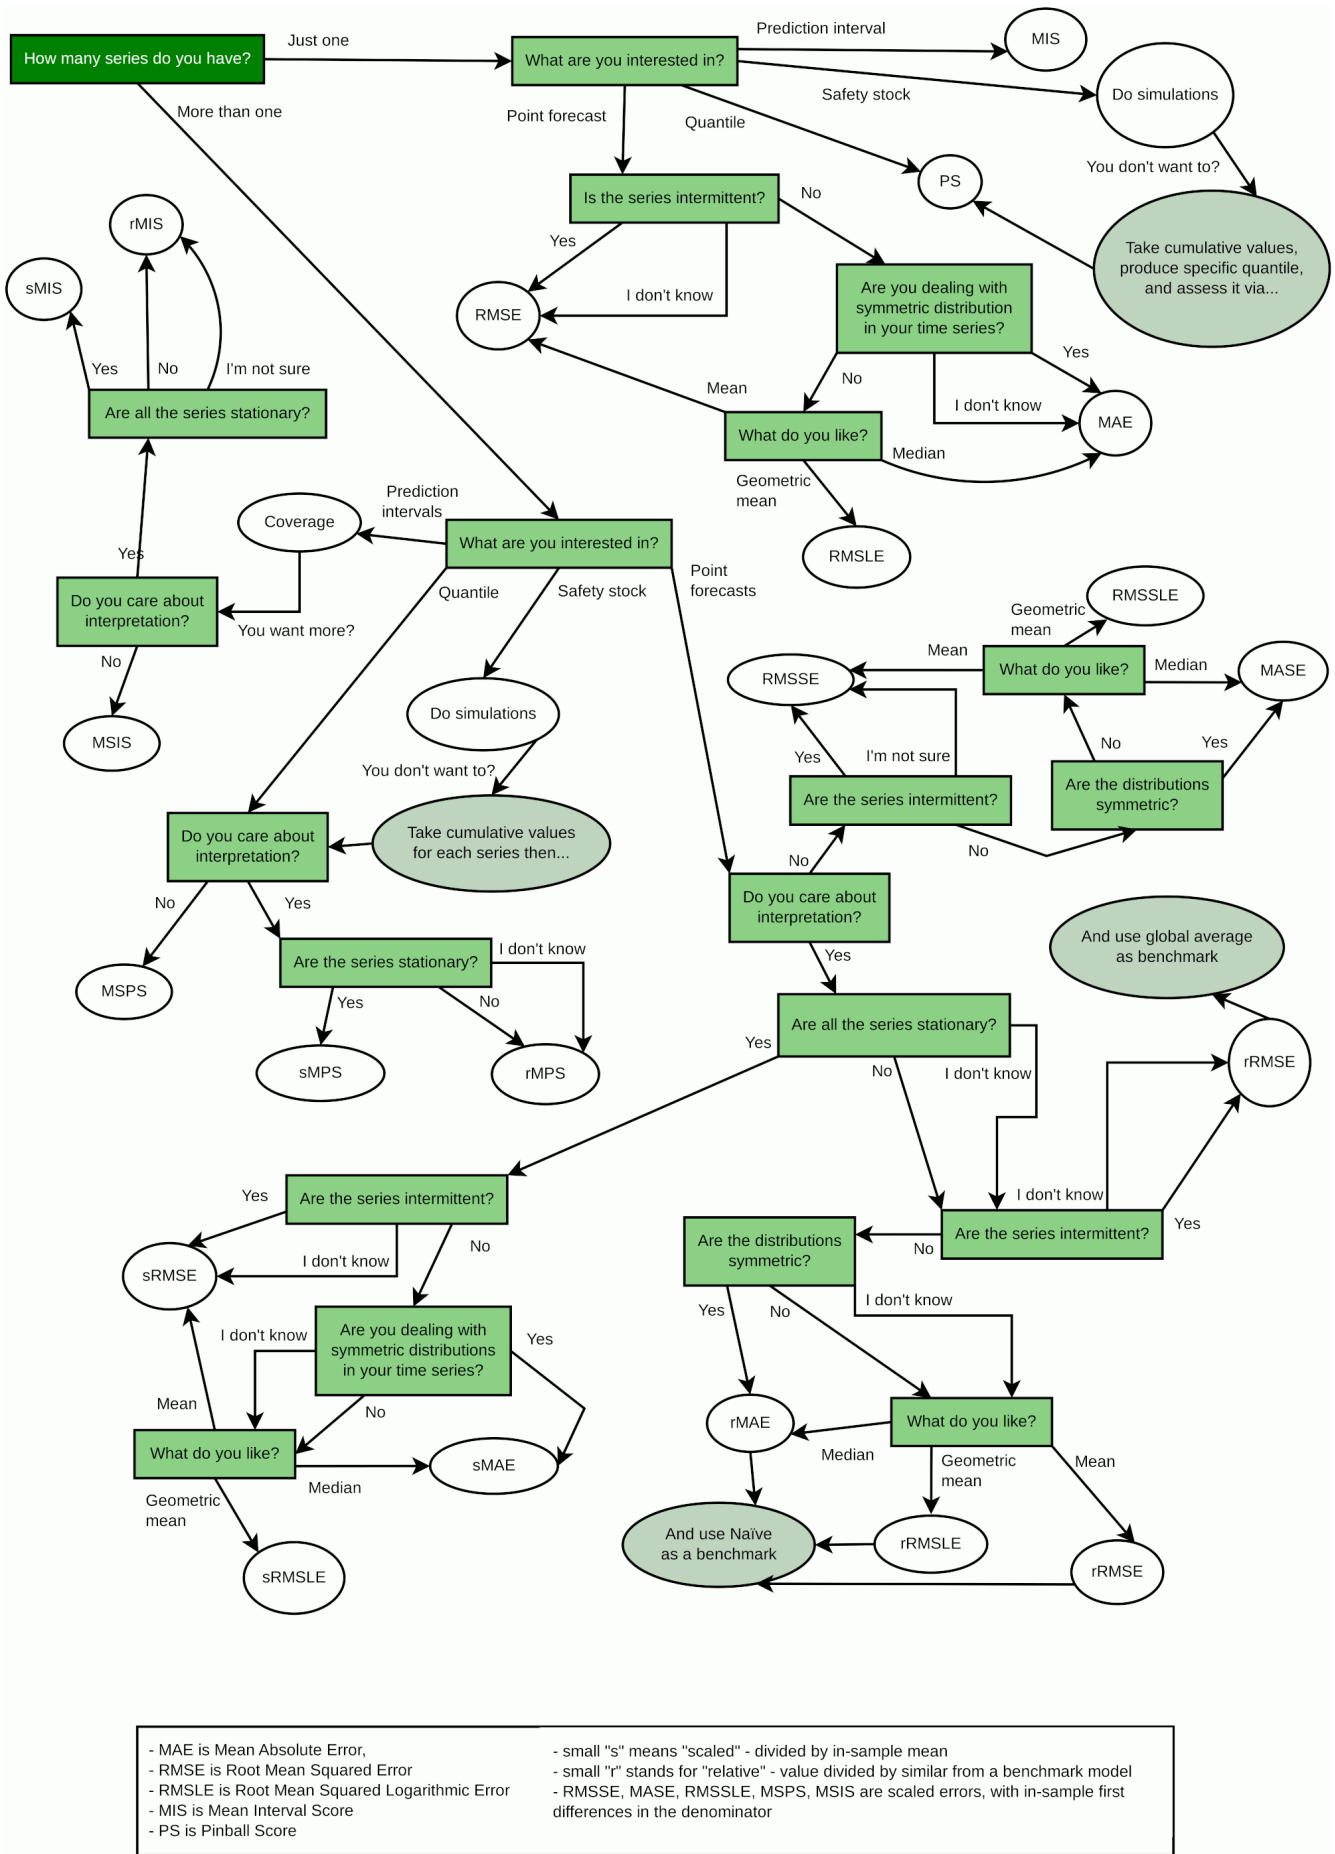 How many series do you have?
Just one
More than one
What are you interested in?
Prediction interval
MIS
Safety stock
Do simulations
Point forecast
Quantile
You don't want to?
PS
Is the series intermittent?
No
Yes
I don't know
RMSE
Take cumulative values,
produce specific quantile,
and assess it via...
Are you dealing with
symmetric distribution
in your time series?
Yes
No
I don't know
MAE
Mean
What do you like?
Median
Geometric
mean
RMSLE
rMIS
sMIS
Yes
No
I'm not sure
Are all the series stationary?
Prediction
intervals
Coverage
What are you interested in?
Yes
Do you care about
interpretation?
You want more?
No
MSIS
Quantile
Safety stock
Point
forecasts
Do simulations
You don't want to?
Take cumulative values
for each series then...
Do you care about
interpretation?
No
Yes
MSPS
Are the series stationary?
I don't know
Yes
No
sMPS
rMPS
RMSSLE
Geometric
mean
Mean
What do you like?
Median
MASE
RMSSE
No
Yes
Yes
I'm not sure
Are the distributions
symmetric?
Are the series intermittent?
No
No
Do you care about
interpretation?
Yes
And use global average
as benchmark
Are all the series stationary?
Yes
No
I don't know
rRMSE
I don't know
Are the series intermittent?
Yes
No
Are the series intermittent?
Yes
I don't know
No
sRMSE
Are you dealing with
symmetric distributions
in your time series?
I don't know
Yes
No
Mean
What do you like?
Median
sMAE
Geometric
mean
sRMSLE
Are the distributions
symmetric?
Yes
No
I don't know
rMAE
What do you like?
Median
Geometric
mean
Mean
And use Naïve
as a benchmark
rRMSLE
rRMSE
- MAE is Mean Absolute Error,
- RMSE is Root Mean Squared Error
- RMSLE is Root Mean Squared Logarithmic Error
- MIS is Mean Interval Score
- PS is Pinball Score
- small "s" means "scaled" - divided by in-sample mean
- small "r" stands for "relative" - value divided by similar from a benchmark model
- RMSSE, MASE, RMSSLE, MSPS, MSIS are scaled errors, with in-sample first
differences in the denominator